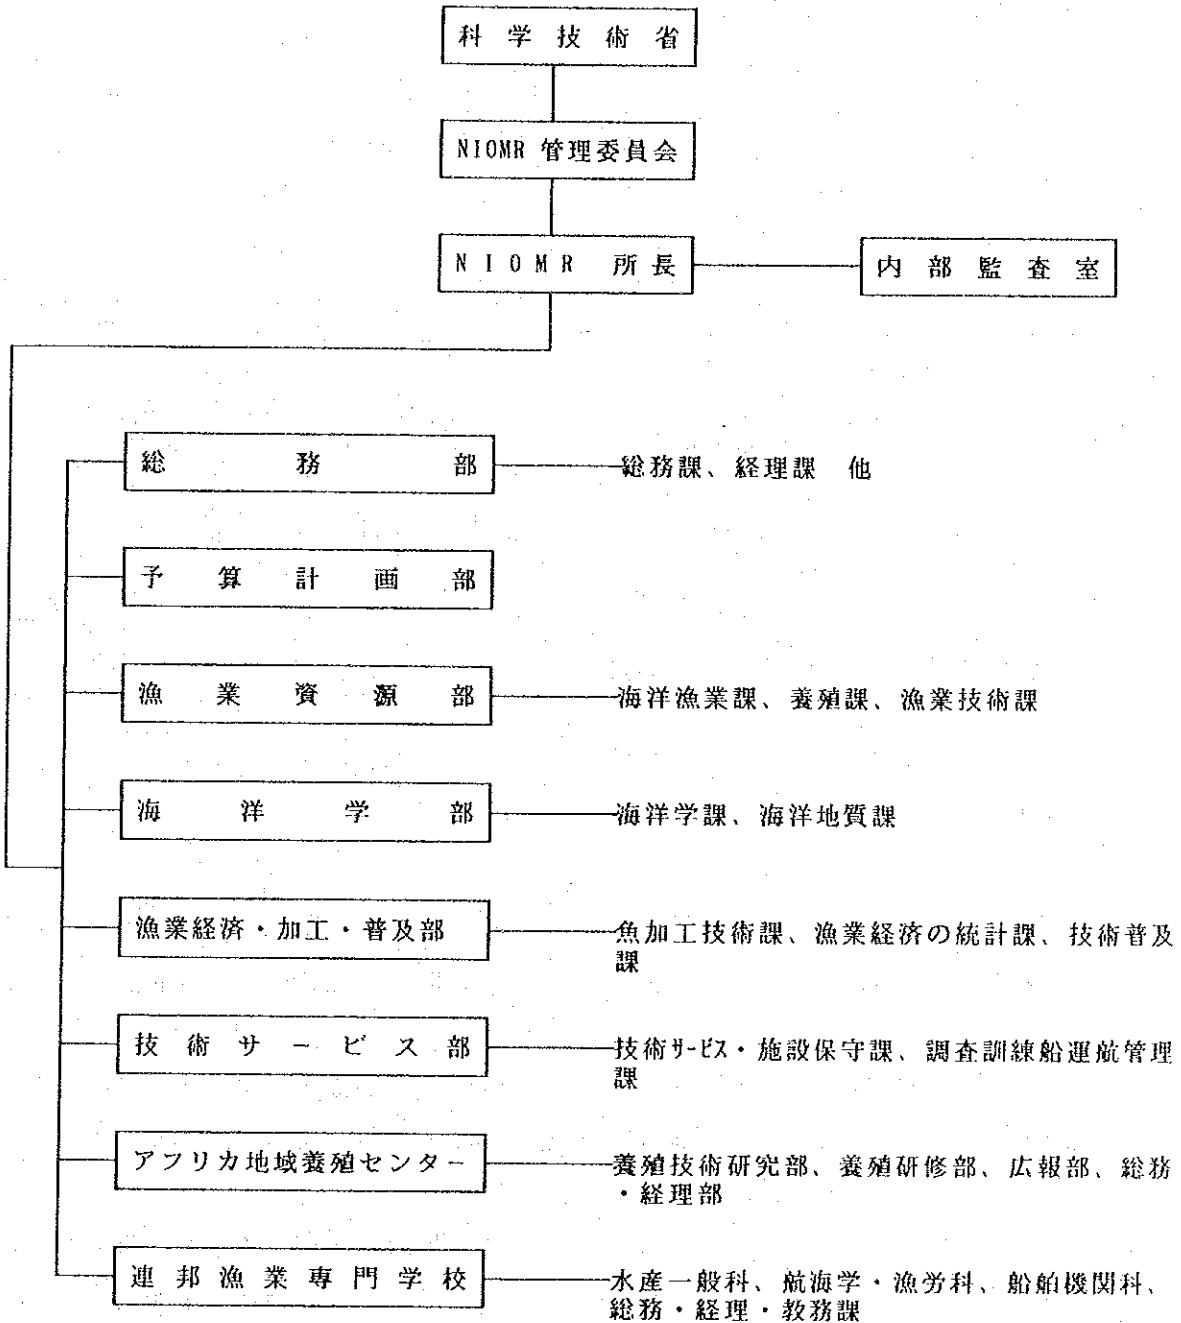 科学技術省
NIOMR 管理委員会
NIOMR 所長
内部監査室
総務部
総務課、経理課 他
予算計画部
漁業資源部
海洋漁業課、養殖課、漁業技術課
海洋学部
海洋学課、海洋地質課
漁業経済・加工・普及部
魚加工技術課、漁業経済の統計課、技術普及
課
技術サービス部
技術ｻｰﾋﾞｽ・施設保守課、調査訓練船運航管理
課
アフリカ地域養殖センター
養殖技術研究部、養殖研修部、広報部、総務
・経理部
連邦漁業専門学校
水産一般科、航海学・漁労科、船舶機関科、
総務・経理・教務課